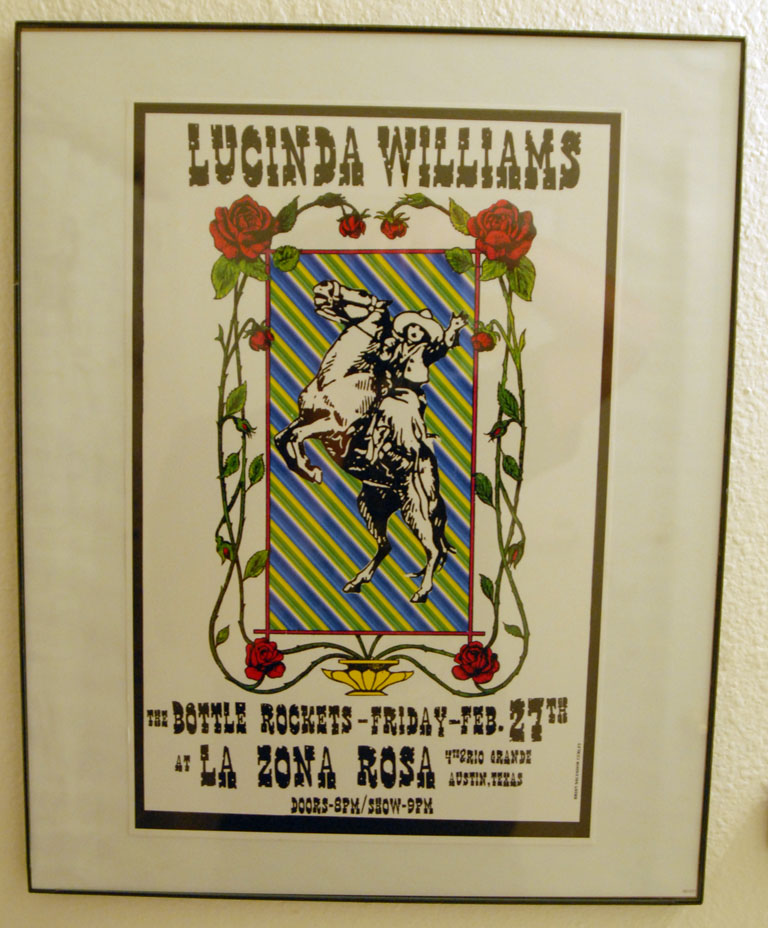 LUCINDA WILLIAMS
THE BOTTLE ROCKETS-FRIDAY-FEB. 27TH
AT LA ZONA ROSA 4TH&RIO GRANDE
AUSTIN, TEXAS
DOORS-8PM/SHOW-9PM